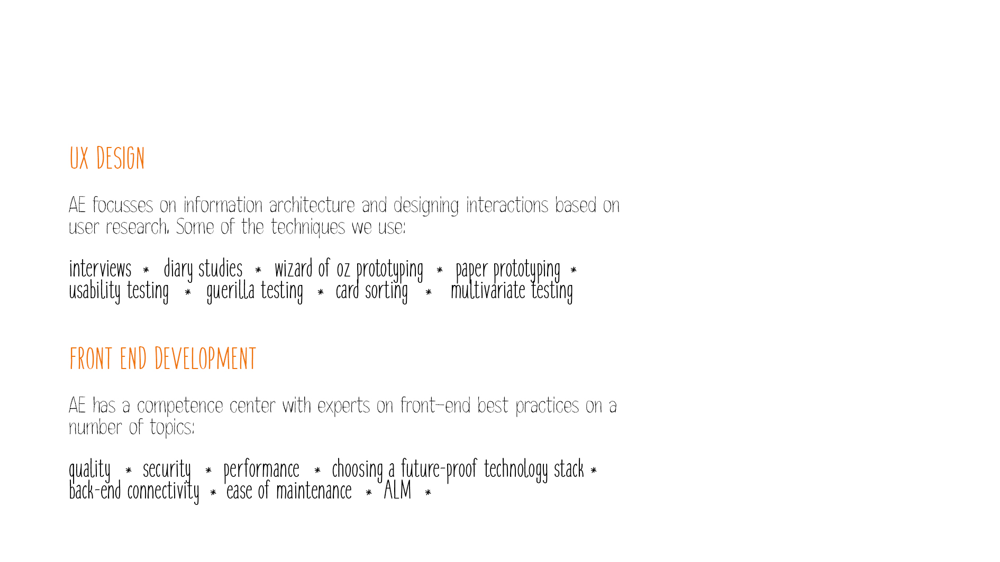 UX DESIGN
AE focusses on information architecture and designing interactions based on
user research. Some of the techniques we use:
interviews * diary studies * wizard of oz prototyping * paper prototyping *
usability testing * guerilla testing * card sorting * multivariate testing
FRONT END DEVELOPMENT
AE has a competence center with experts on front-end best practices on a
number of topics:
quality * security * performance * choosing a future-proof technology stack *
back-end connectivity * ease of maintenance * ALM *